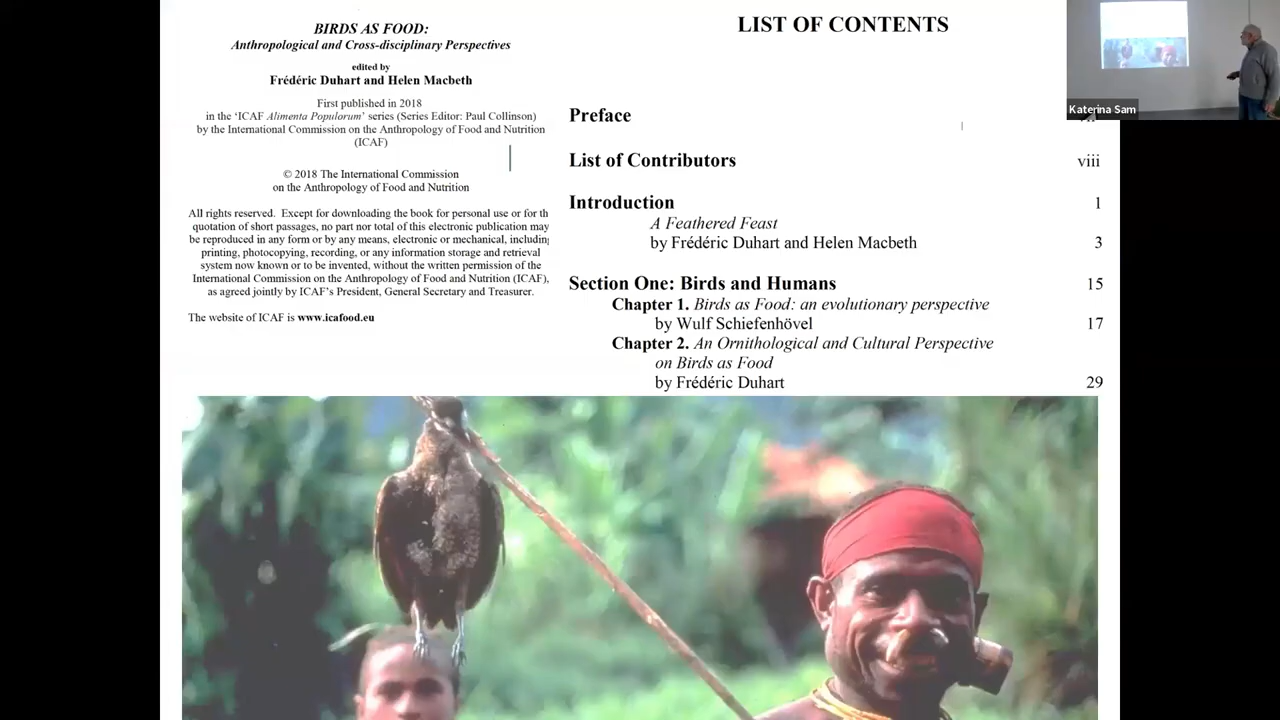 BIRDS AS FOOD:
Anthropological and Cross-disciplinary Perspectives
edited by
Frédéric Duhart and Helen Macbeth
First published in 2018
in the ‘ICAF Alimenta Populorum’ series (Series Editor: Paul Collinson)
by the International Commission on the Anthropology of Food and Nutrition
(ICAF)
© 2018 The International Commission
on the Anthropology of Food and Nutrition
All rights reserved. Except for downloading the book for personal use or for th
quotation of short passages, no part nor total of this electronic publication may
be reproduced in any form or by any means, electronic or mechanical, including
printing, photocopying, recording, or any information storage and retrieval
system now known or to be invented, without the written permission of the
International Commission on the Anthropology of Food and Nutrition (ICAF),
as agreed jointly by ICAF’s President, General Secretary and Treasurer.
The website of ICAF is www.icafood.eu
LIST OF CONTENTS
Preface
List of Contributors viii
Introduction 1
A Feathered Feast
by Frédéric Duhart and Helen Macbeth 3
Section One: Birds and Humans 15
Chapter 1. Birds as Food: an evolutionary perspective
by Wulf Schiefenhövel 17
Chapter 2. An Ornithological and Cultural Perspective
on Birds as Food
by Frédéric Duhart 29
Katerina Sam